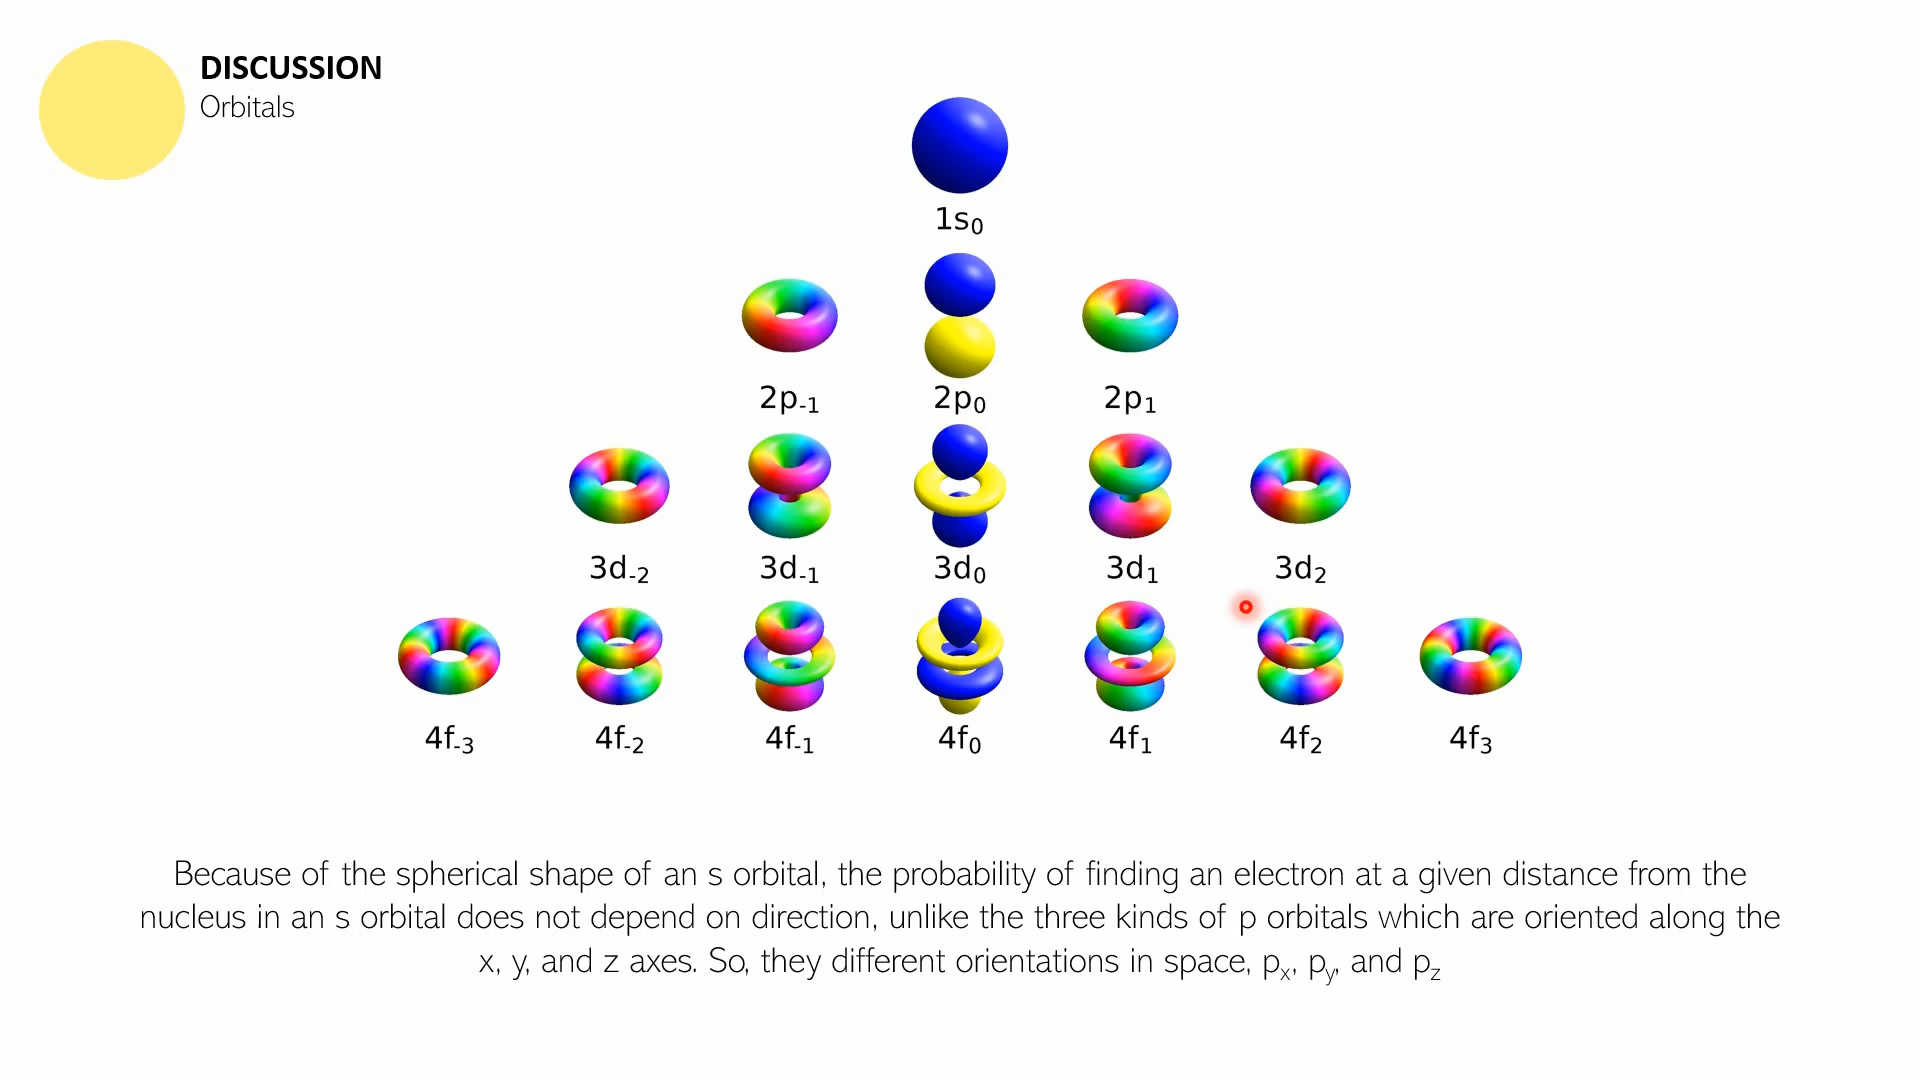 DISCUSSION
Orbitals
1s₀
2p₋₁ 2p₀ 2p₁
3d₋₂ 3d₋₁ 3d₀ 3d₁ 3d₂
4f₋₃ 4f₋₂ 4f₋₁ 4f₀ 4f₁ 4f₂ 4f₃
Because of the spherical shape of an s orbital, the probability of finding an electron at a given distance from the
nucleus in an s orbital does not depend on direction, unlike the three kinds of p orbitals which are oriented along the
x, y, and z axes. So, they different orientations in space, pₓ, p_y, and p_z